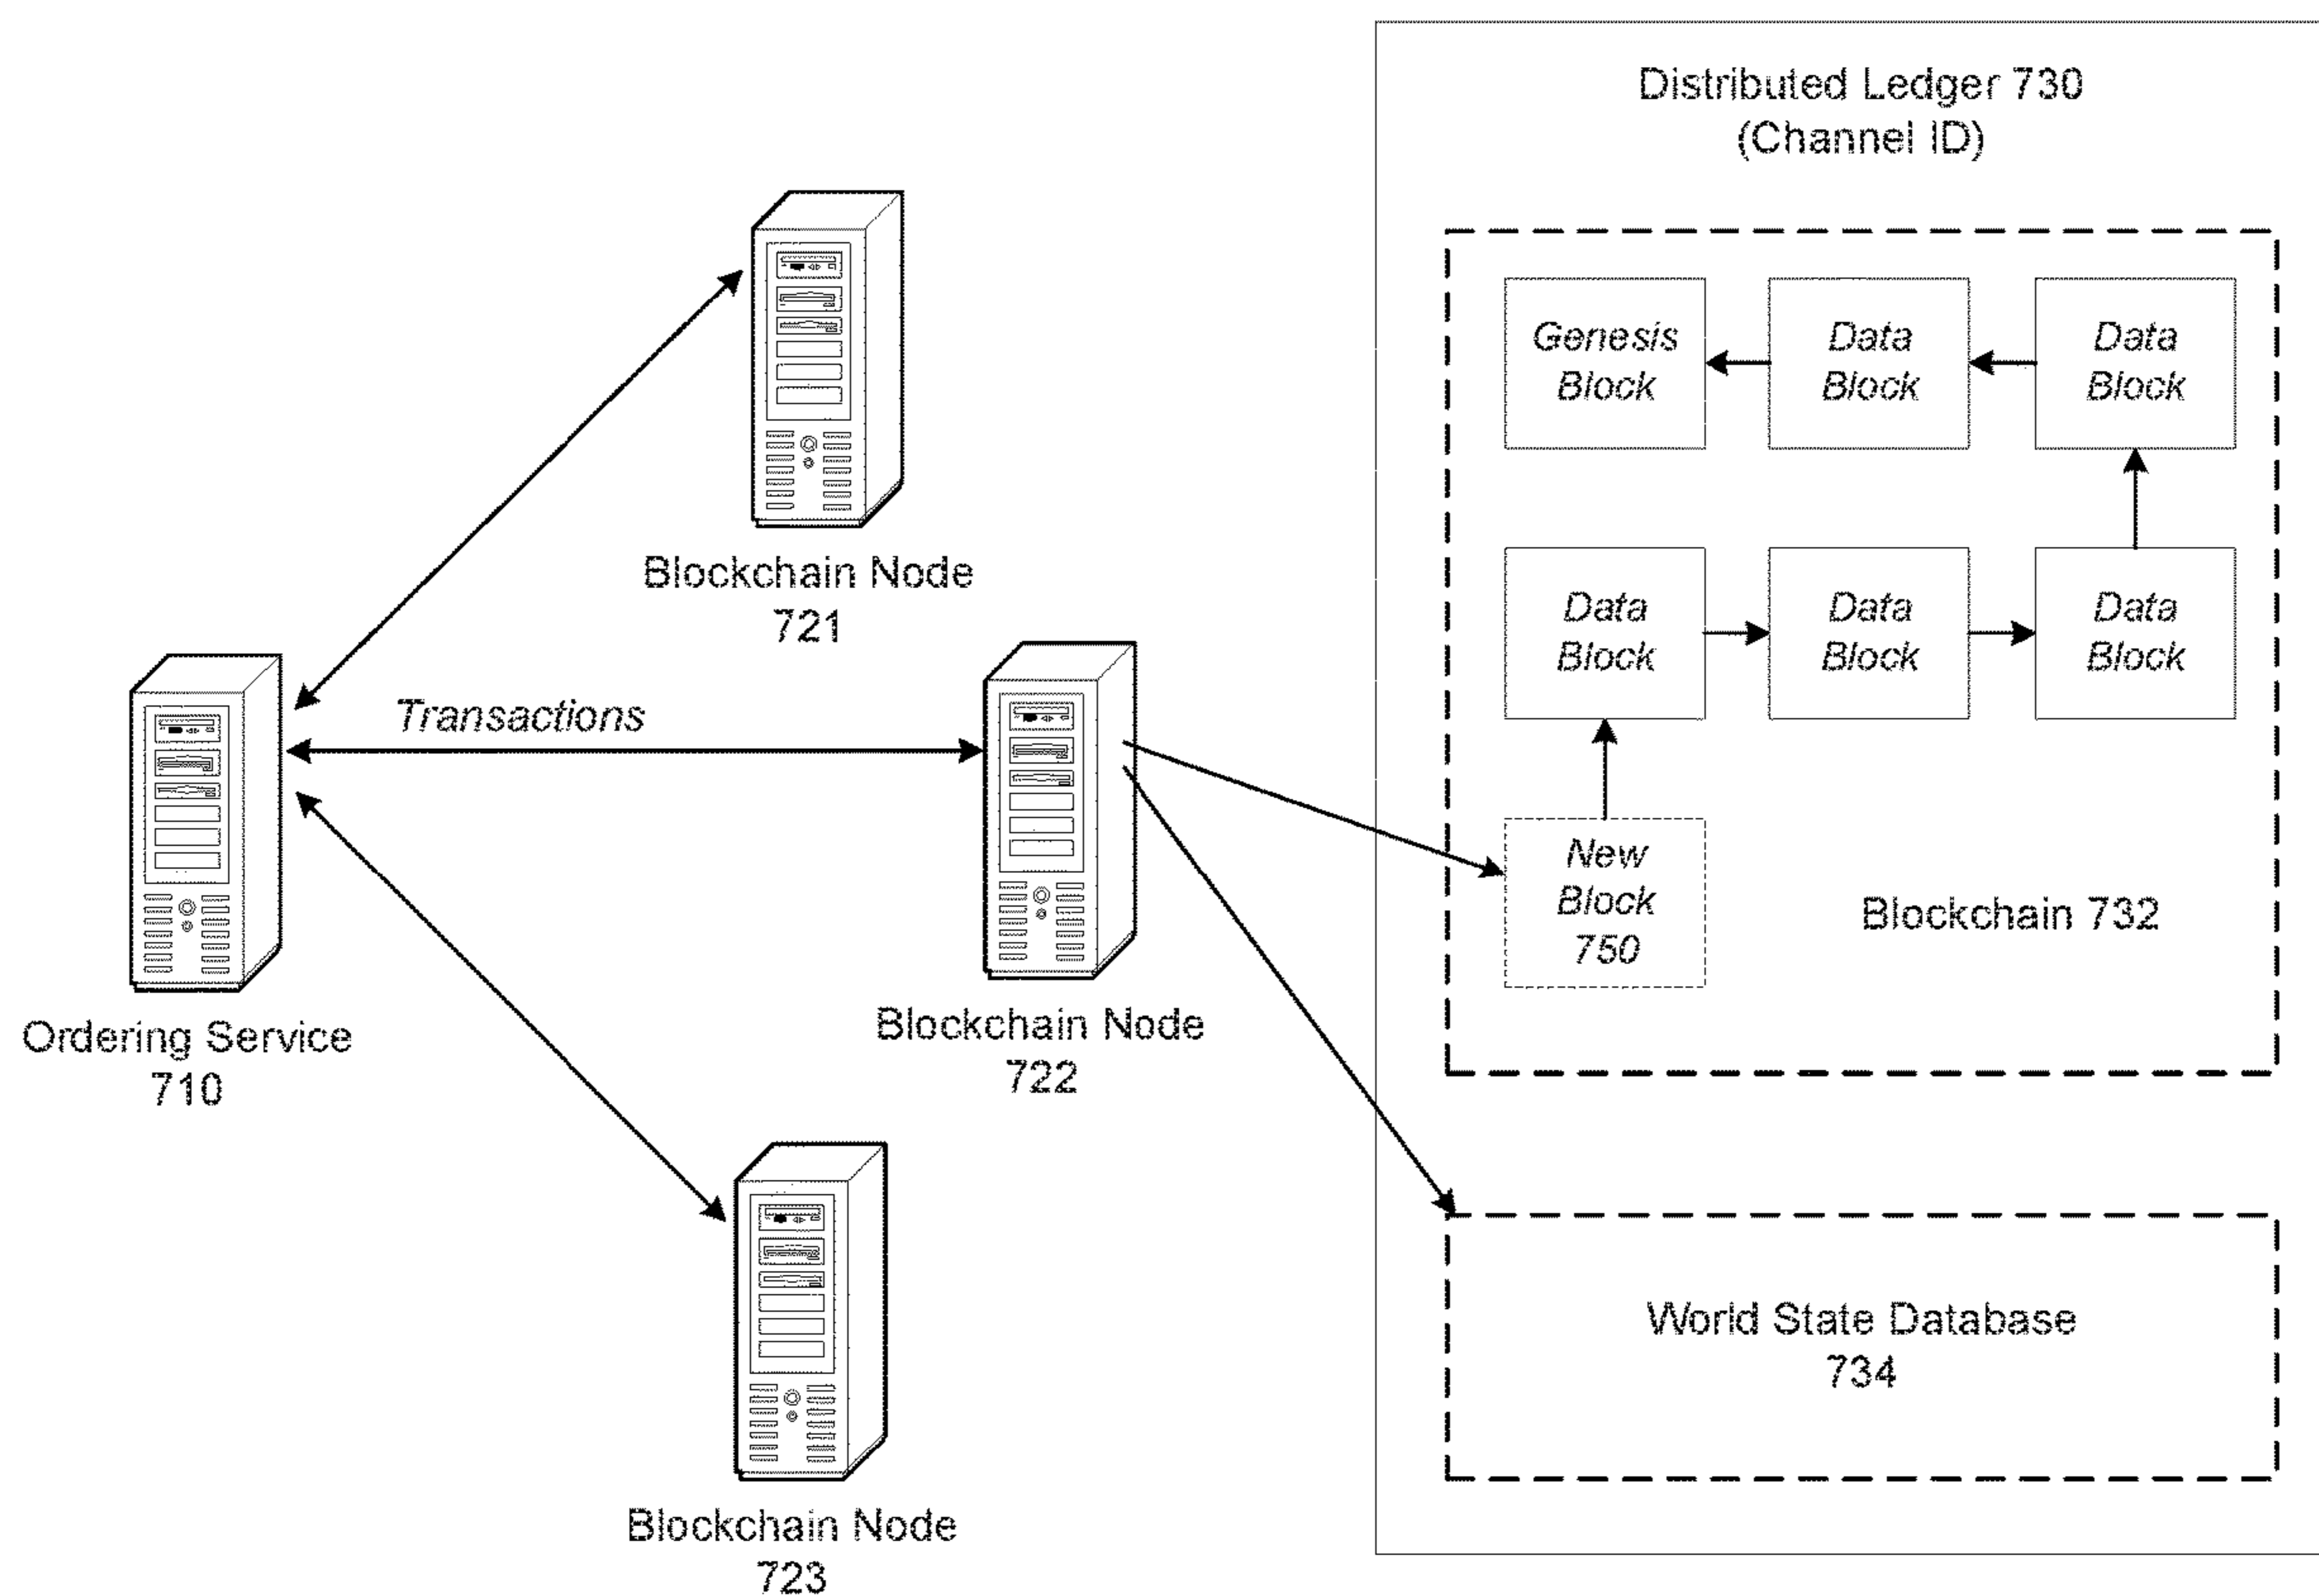 Distributed Ledger 730
(Channel ID)
Genesis
Block
Data
Block
Data
Block
Blockchain Node
721
Data
Block
Data
Block
Data
Block
Transactions
New
Block
750
Blockchain 732
Ordering Service
710
Blockchain Node
722
World State Database
734
Blockchain Node
723